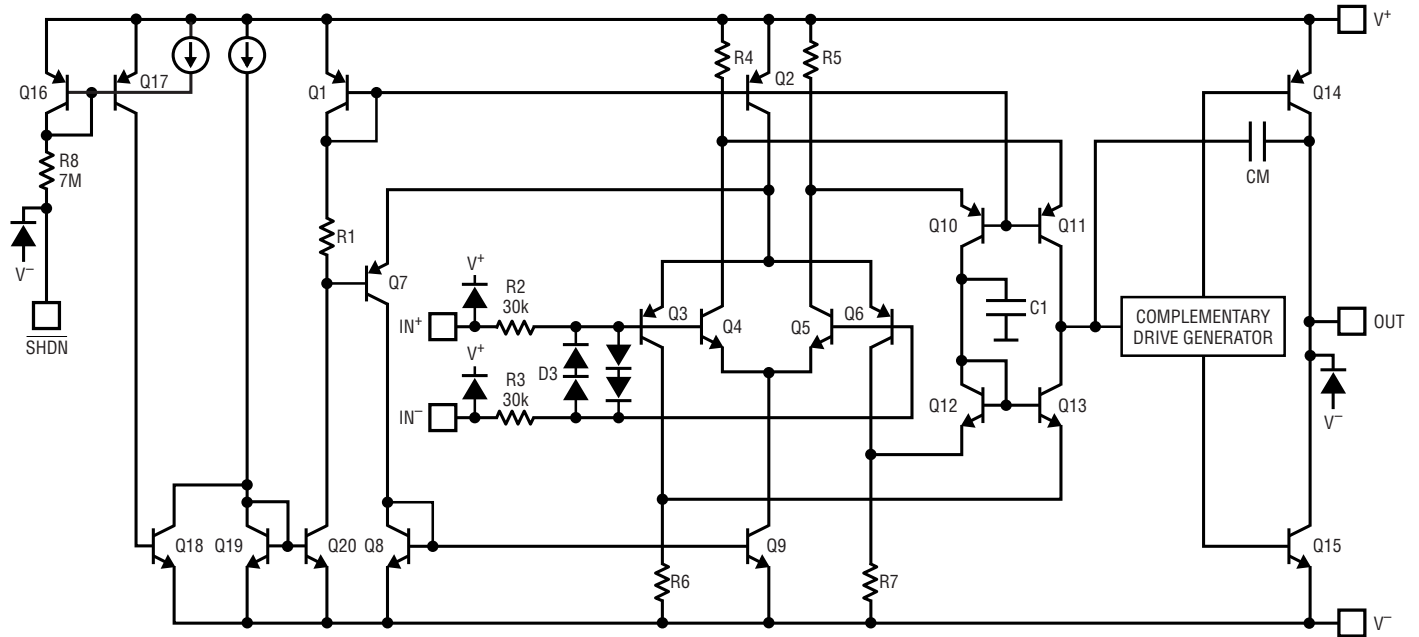 V+
R4
R5
Q16
Q17
Q1
Q2
Q14
R8
7M
CM
V−
R1
Q10
Q11
Q7
V+
R2
30k
IN+
Q3
Q4
Q5
Q6
C1
COMPLEMENTARY
DRIVE GENERATOR
OUT
SHDN
V+
R3
30k
D3
IN−
Q12
Q13
V−
Q18
Q19
Q20
Q8
Q9
Q15
R6
R7
V−